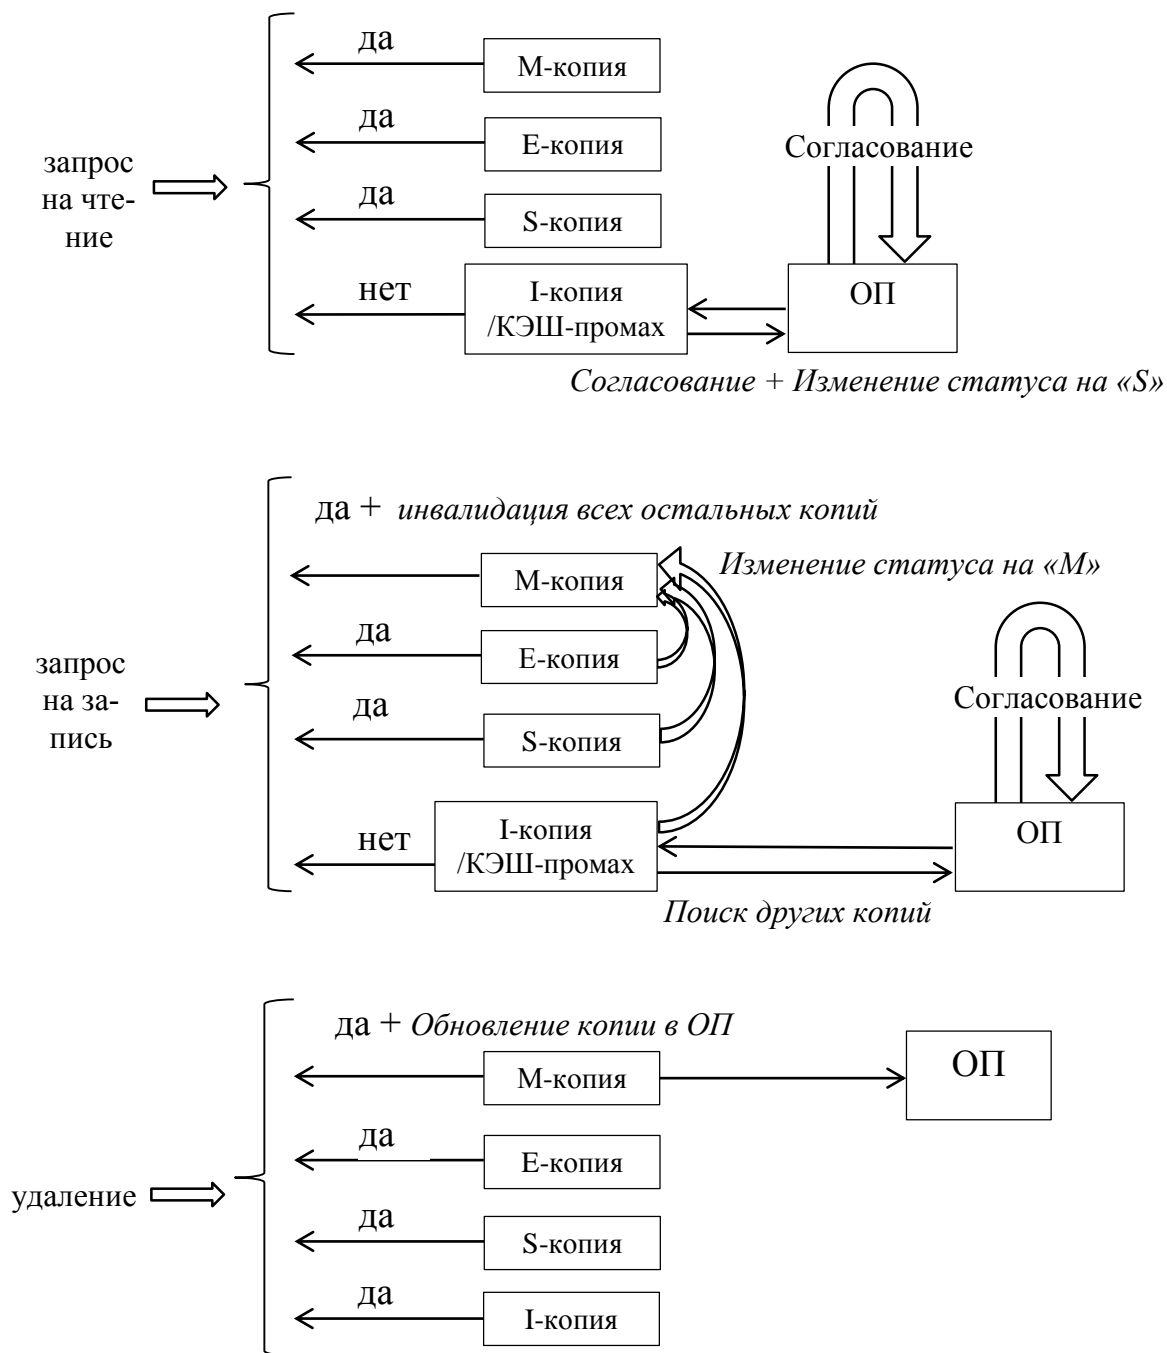 да
M-копия
да
E-копия
Согласование
запрос
на чте-
ние
да
S-копия
нет
I-копия
/КЭШ-промах
ОП
Согласование + Изменение статуса на «S»
да + инвалидация всех остальных копий
M-копия
Изменение статуса на «M»
да
E-копия
запрос
на за-
пись
да
S-копия
Согласование
нет
I-копия
/КЭШ-промах
ОП
Поиск других копий
да + Обновление копии в ОП
M-копия
ОП
да
E-копия
удаление
да
S-копия
да
I-копия